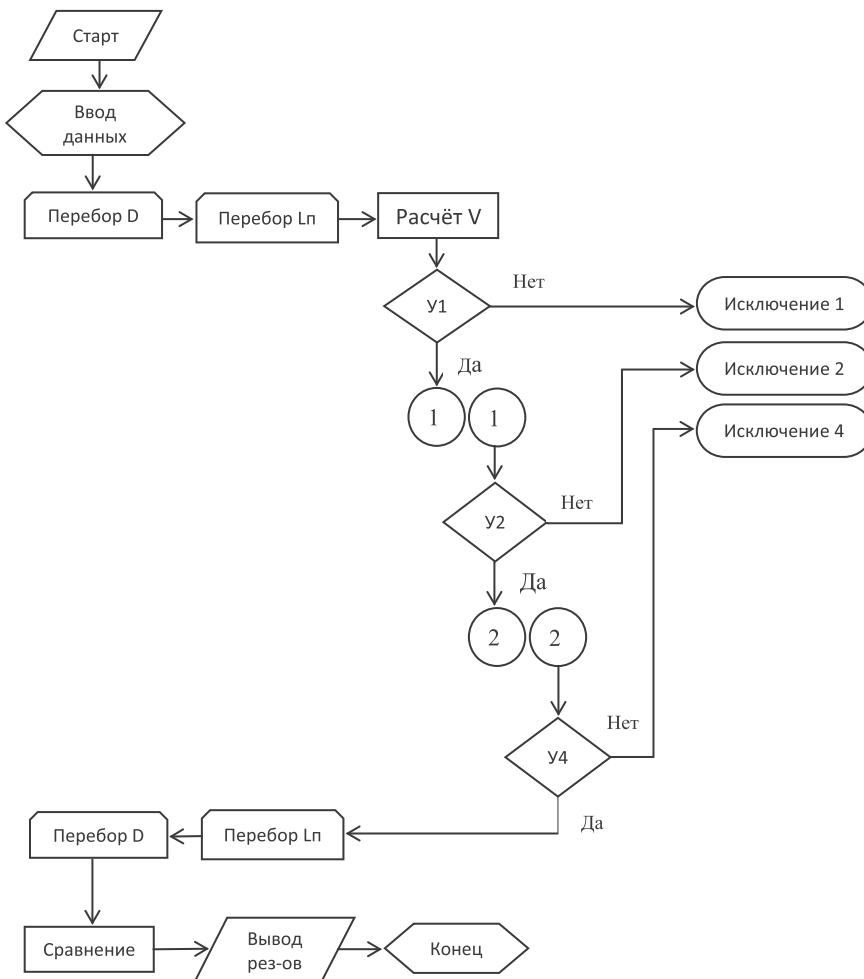 Старт
Ввод
данных
Перебор D
Перебор Lп
Расчёт V
У1
Нет
Исключение 1
Исключение 2
Исключение 4
Да
1
1
У2
Нет
Да
2
2
У4
Нет
Да
Перебор D
Перебор Lп
Сравнение
Вывод
рез-ов
Конец